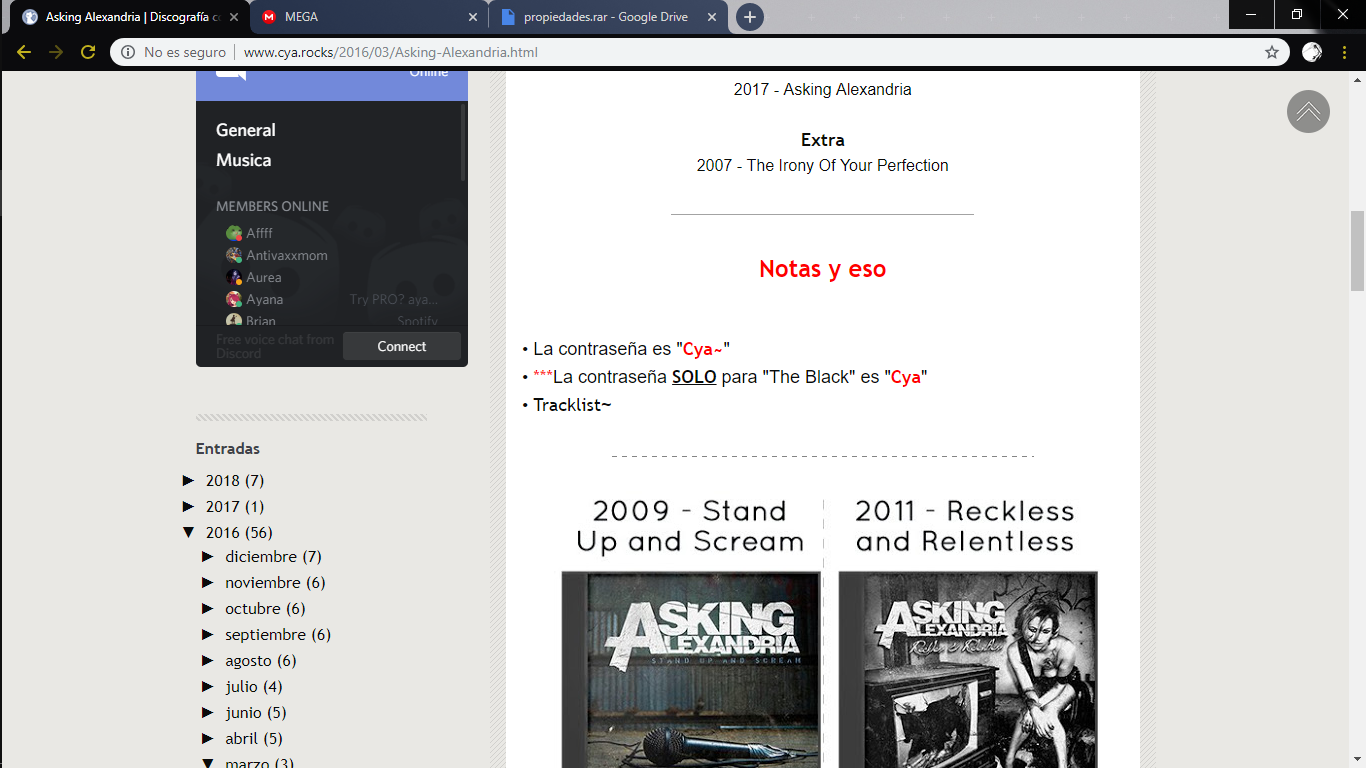 Asking Alexandria | Discografía c
MEGA
propiedades.rar - Google Drive
No es seguro
www.cya.rocks/2016/03/Asking-Alexandria.html
Online
General
Musica
MEMBERS ONLINE
Affff
Antivaxxmom
Aurea
Ayana Try PRO? aya...
Brian Spotify
Free voice chat from
Discord
Connect
Entradas
► 2018 (7)
► 2017 (1)
▼ 2016 (56)
► diciembre (7)
► noviembre (6)
► octubre (6)
► septiembre (6)
► agosto (6)
► julio (4)
► junio (5)
► abril (5)
▼ marzo (3)
2017 - Asking Alexandria
Extra
2007 - The Irony Of Your Perfection
Notas y eso
• La contraseña es "Cya~"
• ***La contraseña SOLO para "The Black" es "Cya"
• Tracklist~
2009 - Stand
Up and Scream
ASKING
ALEXANDRIA
STAND UP AND SCREAM
2011 - Reckless
and Relentless
ASKING
ALEXANDRIA